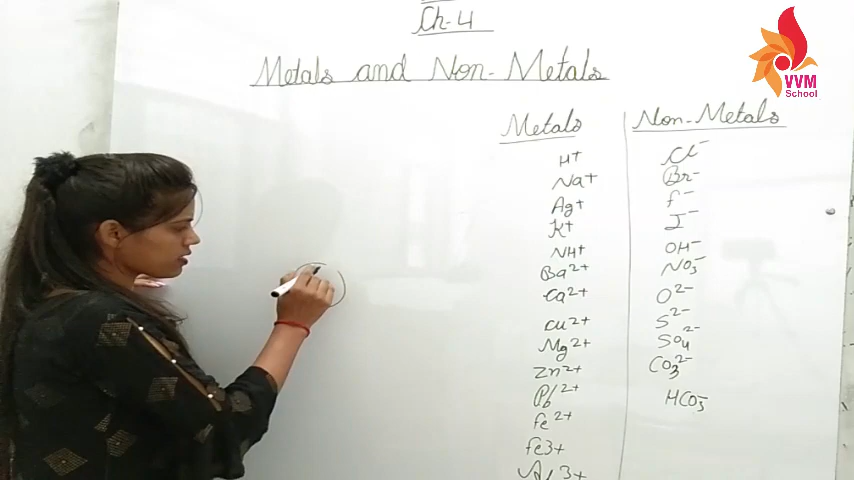 Ch-4
Metals and Non-Metals
VVM
School
Metals
H+
Na+
Ag+
K+
NH+
Ba2+
Ca2+
Cu2+
Mg2+
Zn2+
Pb2+
Fe2+
Fe3+
Al3+
Non-Metals
Cl-
Br-
f-
I-
OH-
NO3-
O2-
S2-
SO42-
CO32-
HCO3-